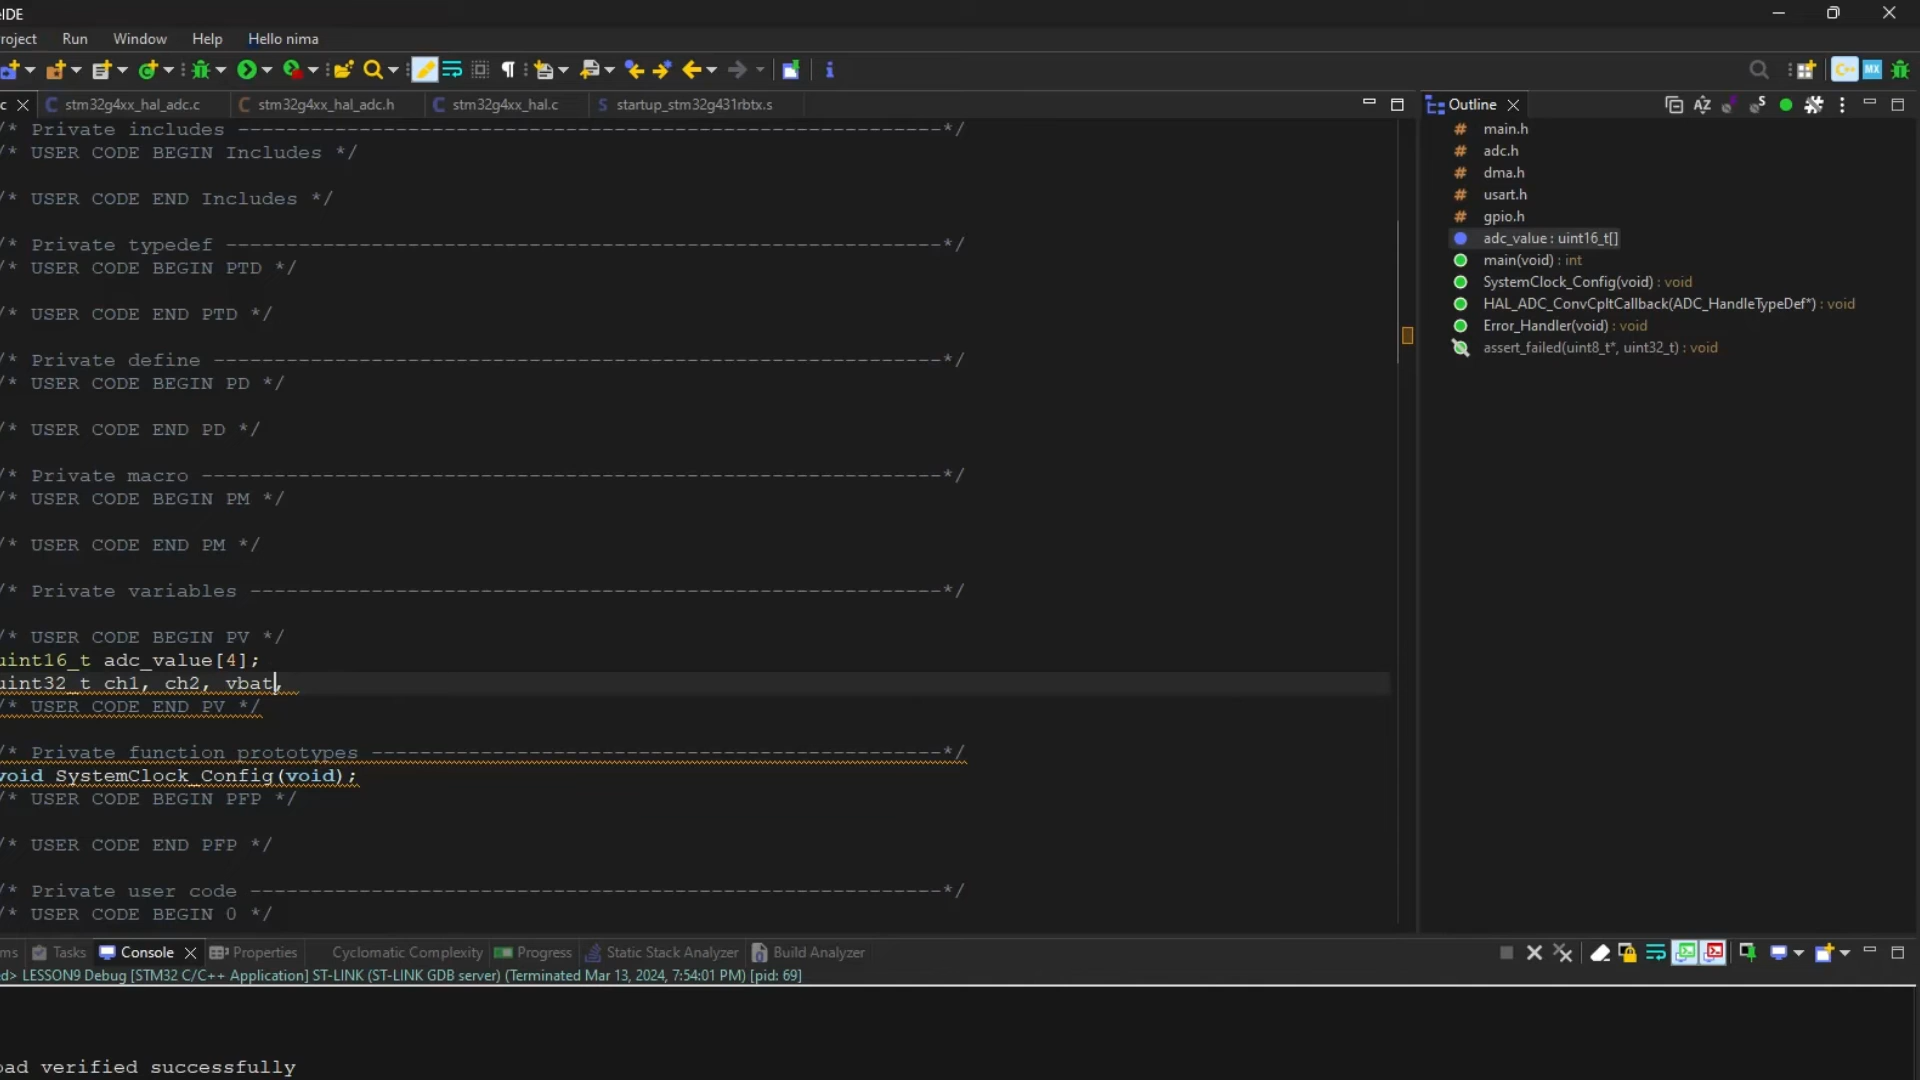 IDE
roject Run Window Help Hello nima
c stm32g4xx_hal_adc.c stm32g4xx_hal_adc.h stm32g4xx_hal.c startup_stm32g431rbtx.s
/* Private includes ----------------------------------------------------------*/
/* USER CODE BEGIN Includes */
/* USER CODE END Includes */
/* Private typedef -----------------------------------------------------------*/
/* USER CODE BEGIN PTD */
/* USER CODE END PTD */
/* Private define ------------------------------------------------------------*/
/* USER CODE BEGIN PD */
/* USER CODE END PD */
/* Private macro -------------------------------------------------------------*/
/* USER CODE BEGIN PM */
/* USER CODE END PM */
/* Private variables ---------------------------------------------------------*/
/* USER CODE BEGIN PV */
uint16_t adc_value[4];
uint32_t ch1, ch2, vbat,
/* USER CODE END PV */
/* Private function prototypes -----------------------------------------------*/
void SystemClock_Config(void);
/* USER CODE BEGIN PFP */
/* USER CODE END PFP */
/* Private user code ---------------------------------------------------------*/
/* USER CODE BEGIN 0 */
Outline
main.h
adc.h
dma.h
usart.h
gpio.h
adc_value : uint16_t[]
main(void) : int
SystemClock_Config(void) : void
HAL_ADC_ConvCpltCallback(ADC_HandleTypeDef*) : void
Error_Handler(void) : void
assert_failed(uint8_t*, uint32_t) : void
ms Tasks Console Properties Cyclomatic Complexity Progress Static Stack Analyzer Build Analyzer
ed> LESSON9 Debug [STM32 C/C++ Application] ST-LINK (ST-LINK GDB server) (Terminated Mar 13, 2024, 7:54:01 PM) [pid: 69]
oad verified successfully